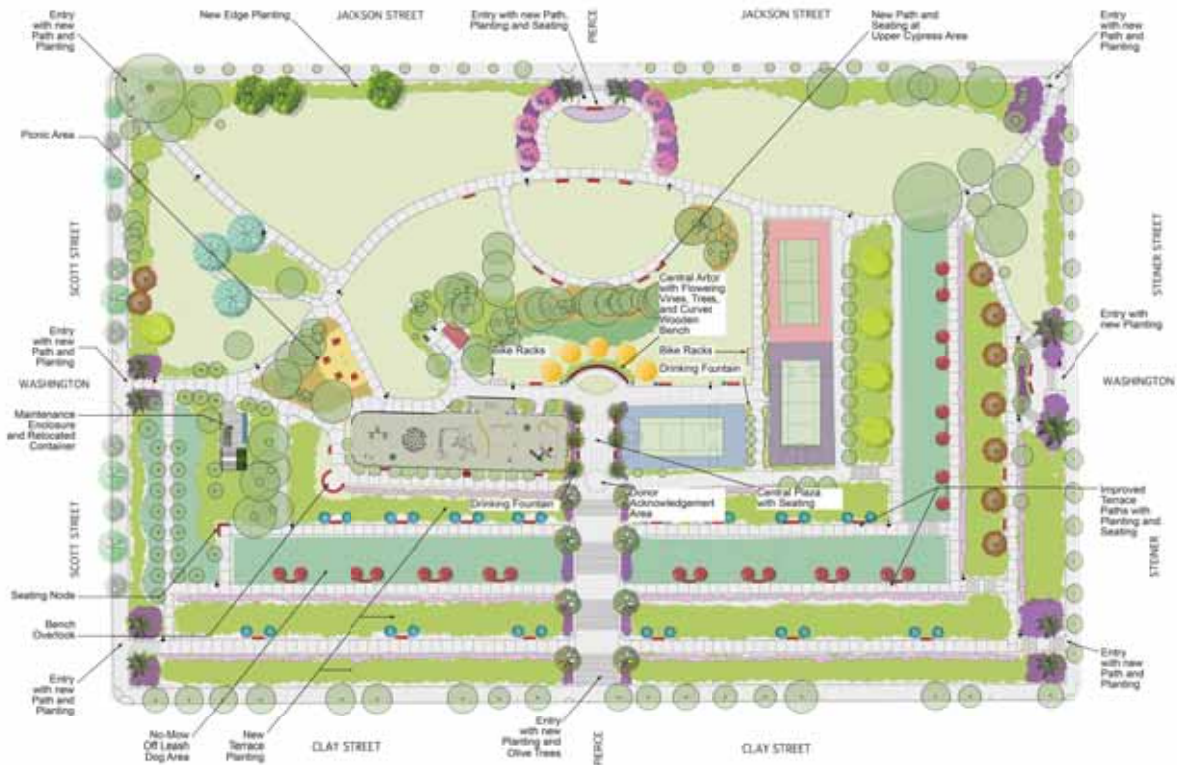 Entry
with new
Path and
Planting
New Edge Planting
JACKSON STREET
Entry with new Path,
Planting and Seating
PIERCE
JACKSON STREET
New Path and
Seating at
Upper Cypress Area
Entry
with new
Path and
Planting
Picnic Area
SCOTT STREET
STEINER STREET
Central Arbor
with Flowering
Vines, Trees,
and Curved
Wooden
Bench
Entry
with new
Path and
Planting
Entry with
new Planting
Bike Racks
Bike Racks
Drinking Fountain
WASHINGTON
WASHINGTON
Maintenance
Enclosure
and Relocated
Container
Drinking Fountain
Donor
Acknowledgement
Area
Central Plaza
with Seating
Improved
Terrace
Paths with
Planting and
Seating
SCOTT STREET
STEINER
Seating Node
Bench
Overlook
Entry
with new
Path and
Planting
Entry
with new
Path and
Planting
No-Mow
Off Leash
Dog Area
New
Terrace
Planting
CLAY STREET
Entry
with new
Planting and
Olive Trees
PIERCE
CLAY STREET